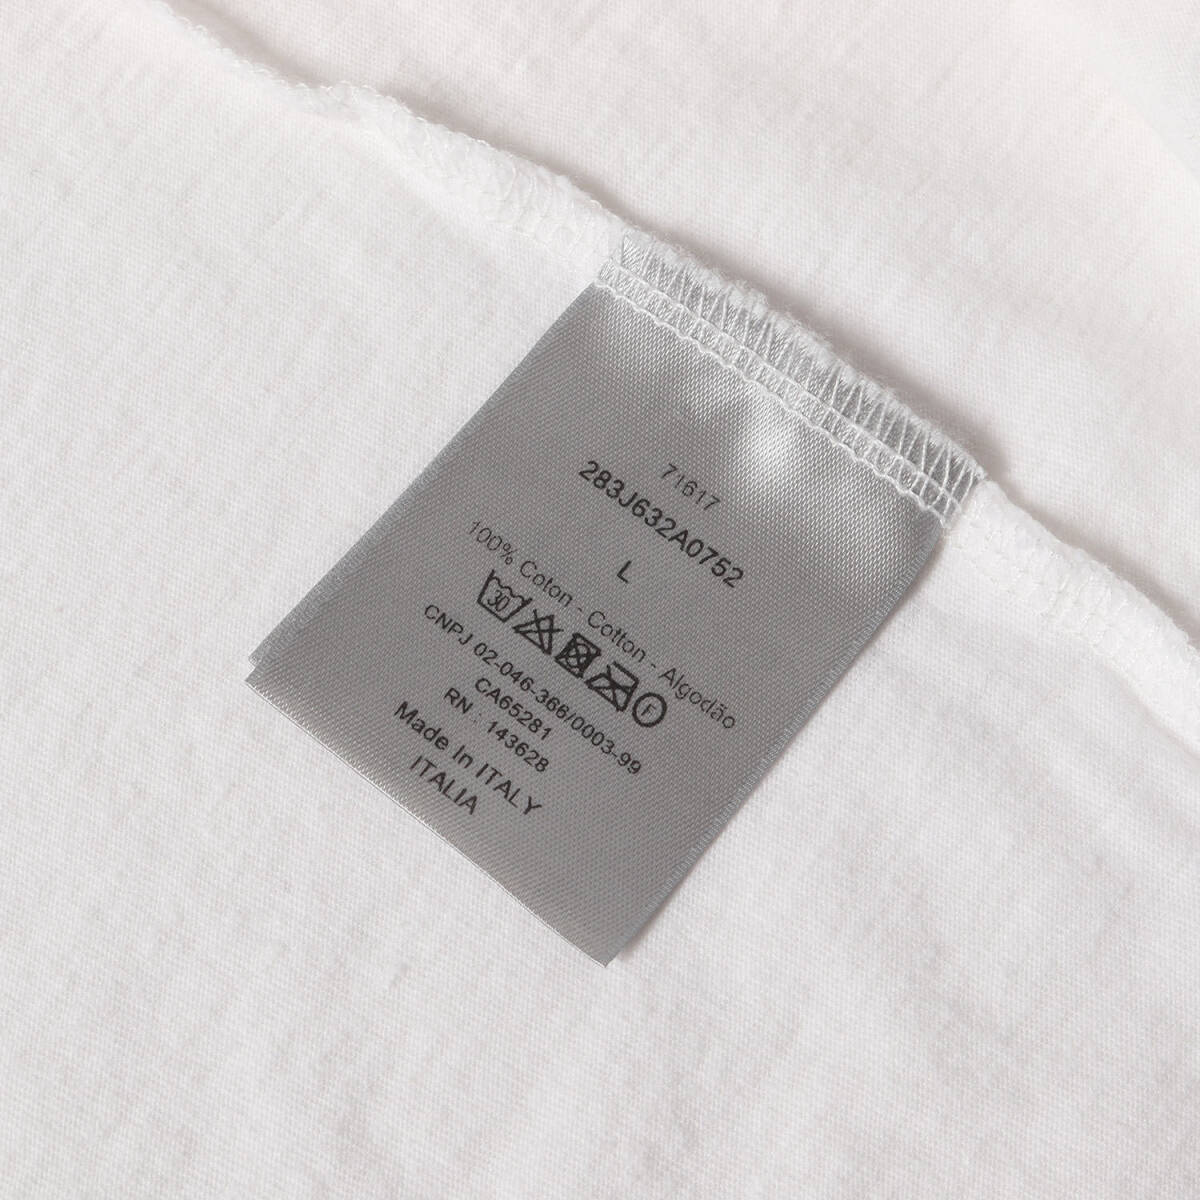 71617
283J632A0752
L
100% Coton - Cotton - Algodão
30 F
CNPJ 02-046-366/0003-99
CA65281
RN : 143628
Made In ITALY
ITALIA